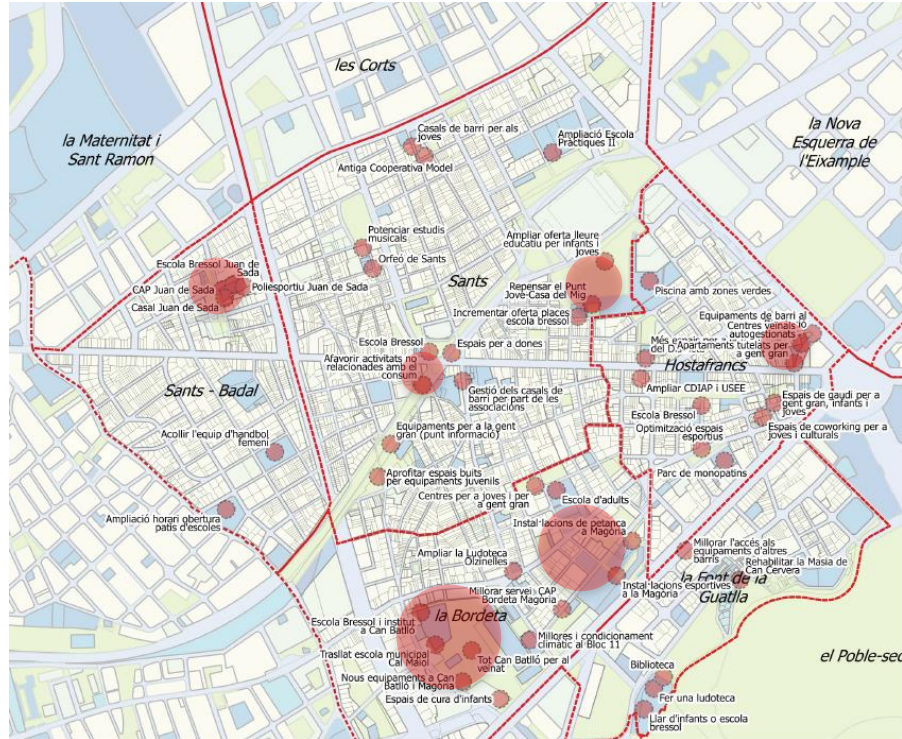 les Corts
la Maternitat i
Sant Ramon
la Nova
Esquerra de
l'Eixample
Casals de barri per als
joves
Antiga Cooperativa Model
Ampliació Escola
Pràctiques II
Potenciar estudis
musicals
Orfeó de Sants
Ampliar oferta lleure
educatiu per infants i
joves
Sants
Escola Bressol Juan de
Sada
CAP Juan de Sada
Poliesportiu Juan de Sada
Casal Juan de Sada
Repensar el Punt
Jove-Casa del Mig
Incrementar oferta places
escola bressol
Piscina amb zones verdes
Equipaments de barri al
Centres veïnals
autogestionats
Més espais per a
Apartaments tutelats per
a gent gran
Hostafrancs
Escola Bressol
Espais per a dones
Afavorir activitats no
relacionades amb el
consum
Sants - Badal
Gestió dels casals de
barri per part de les
associacions
Ampliar CDIAP i USEE
Espais de gaudi per a
gent gran, infants i
joves
Escola Bressol
Optimització espais
esportius
Espais de coworking per a
joves i culturals
Parc de monopatins
Acollir l'equip d'handbol
femení
Equipaments per a la gent
gran (punt informació)
Aprofitar espais buits
per equipaments juvenils
Centres per a joves i per
a gent gran
Escola d'adults
Ampliació horari obertura
patis d'escoles
Instal·lacions de petanca
a Magòria
Ampliar la Ludoteca
Olzinelles
Millorar l'accés als
equipaments d'altres
barris
Rehabilitar la Masia de
Can Cervera
la Font de la
Guatlla
Instal·lacions esportives
a la Magòria
Millorar servei CAP
Bordeta Magòria
la Bordeta
Escola Bressol i institut
a Can Batlló
Millores i condicionament
climàtic al Bloc 11
Trasllat escola municipal
Cal Maiol
Tot Can Batlló per al
veïnat
Nous equipaments a Can
Batlló i Magòria
Espais de cura d'infants
Biblioteca
Fer una ludoteca
Llar d'infants o escola
bressol
el Poble-sec